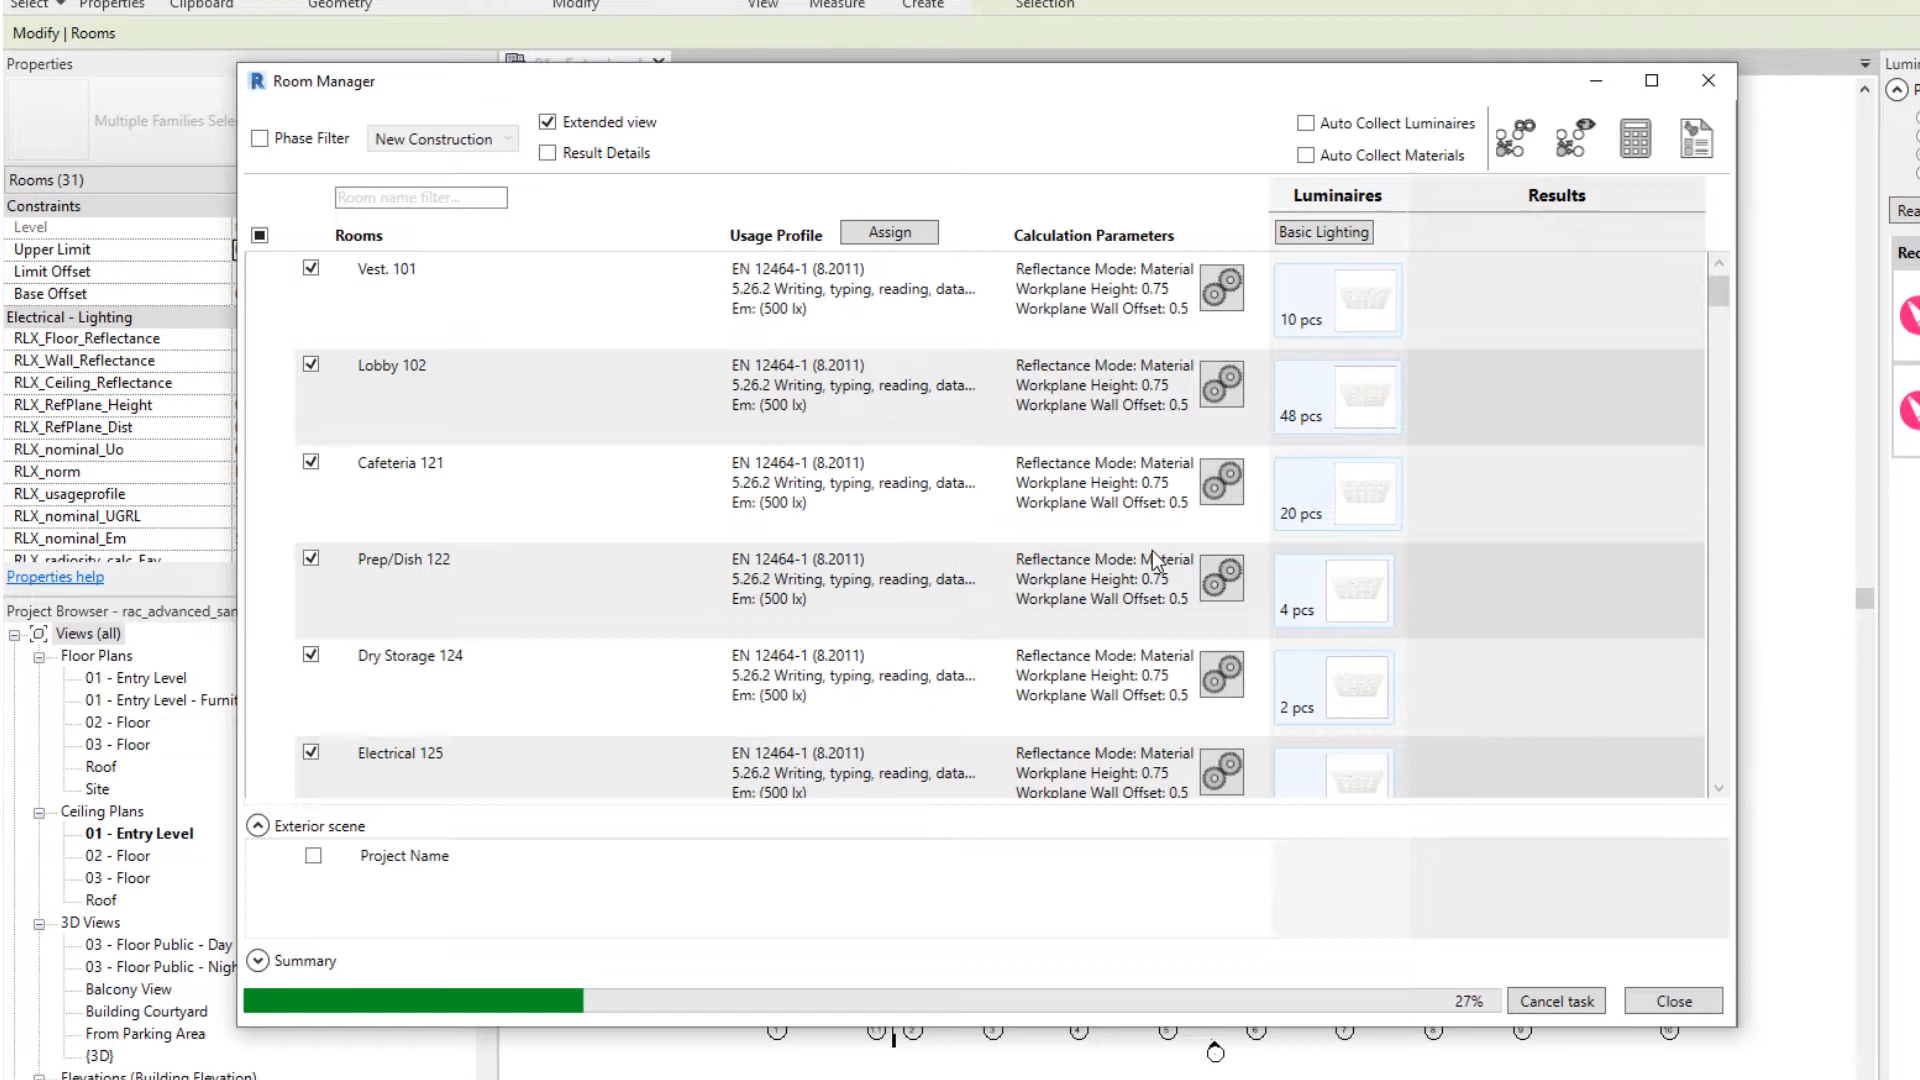 Select
Properties
Clipboard
Geometry
Modify
View
Measure
Create
Selection
Modify | Rooms
Properties
Multiple Families Sele
Rooms (31)
Constraints
Level
Upper Limit
Limit Offset
Base Offset
Electrical - Lighting
RLX_Floor_Reflectance
RLX_Wall_Reflectance
RLX_Ceiling_Reflectance
RLX_RefPlane_Height
RLX_RefPlane_Dist
RLX_nominal_Uo
RLX_norm
RLX_usageprofile
RLX_nominal_UGRL
RLX_nominal_Em
RLX_radiosity_calc_Eav
Properties help
Project Browser - rac_advanced_sam
Views (all)
Floor Plans
01 - Entry Level
01 - Entry Level - Furnit
02 - Floor
03 - Floor
Roof
Site
Ceiling Plans
01 - Entry Level
02 - Floor
03 - Floor
Roof
3D Views
03 - Floor Public - Day
03 - Floor Public - Nigh
Balcony View
Building Courtyard
From Parking Area
{3D}
Elevations (Building Elevation)
Room Manager
Phase Filter
New Construction
Extended view
Result Details
Auto Collect Luminaires
Auto Collect Materials
Room name filter...
Luminaires
Results
Rooms
Usage Profile
Assign
Calculation Parameters
Basic Lighting
Vest. 101
EN 12464-1 (8.2011)
5.26.2 Writing, typing, reading, data...
Em: (500 lx)
Reflectance Mode: Material
Workplane Height: 0.75
Workplane Wall Offset: 0.5
10 pcs
Lobby 102
EN 12464-1 (8.2011)
5.26.2 Writing, typing, reading, data...
Em: (500 lx)
Reflectance Mode: Material
Workplane Height: 0.75
Workplane Wall Offset: 0.5
48 pcs
Cafeteria 121
EN 12464-1 (8.2011)
5.26.2 Writing, typing, reading, data...
Em: (500 lx)
Reflectance Mode: Material
Workplane Height: 0.75
Workplane Wall Offset: 0.5
20 pcs
Prep/Dish 122
EN 12464-1 (8.2011)
5.26.2 Writing, typing, reading, data...
Em: (500 lx)
Reflectance Mode: Material
Workplane Height: 0.75
Workplane Wall Offset: 0.5
4 pcs
Dry Storage 124
EN 12464-1 (8.2011)
5.26.2 Writing, typing, reading, data...
Em: (500 lx)
Reflectance Mode: Material
Workplane Height: 0.75
Workplane Wall Offset: 0.5
2 pcs
Electrical 125
EN 12464-1 (8.2011)
5.26.2 Writing, typing, reading, data...
Em: (500 lx)
Reflectance Mode: Material
Workplane Height: 0.75
Workplane Wall Offset: 0.5
Exterior scene
Project Name
Summary
27%
Cancel task
Close
Lumin
P
Rea
Rec